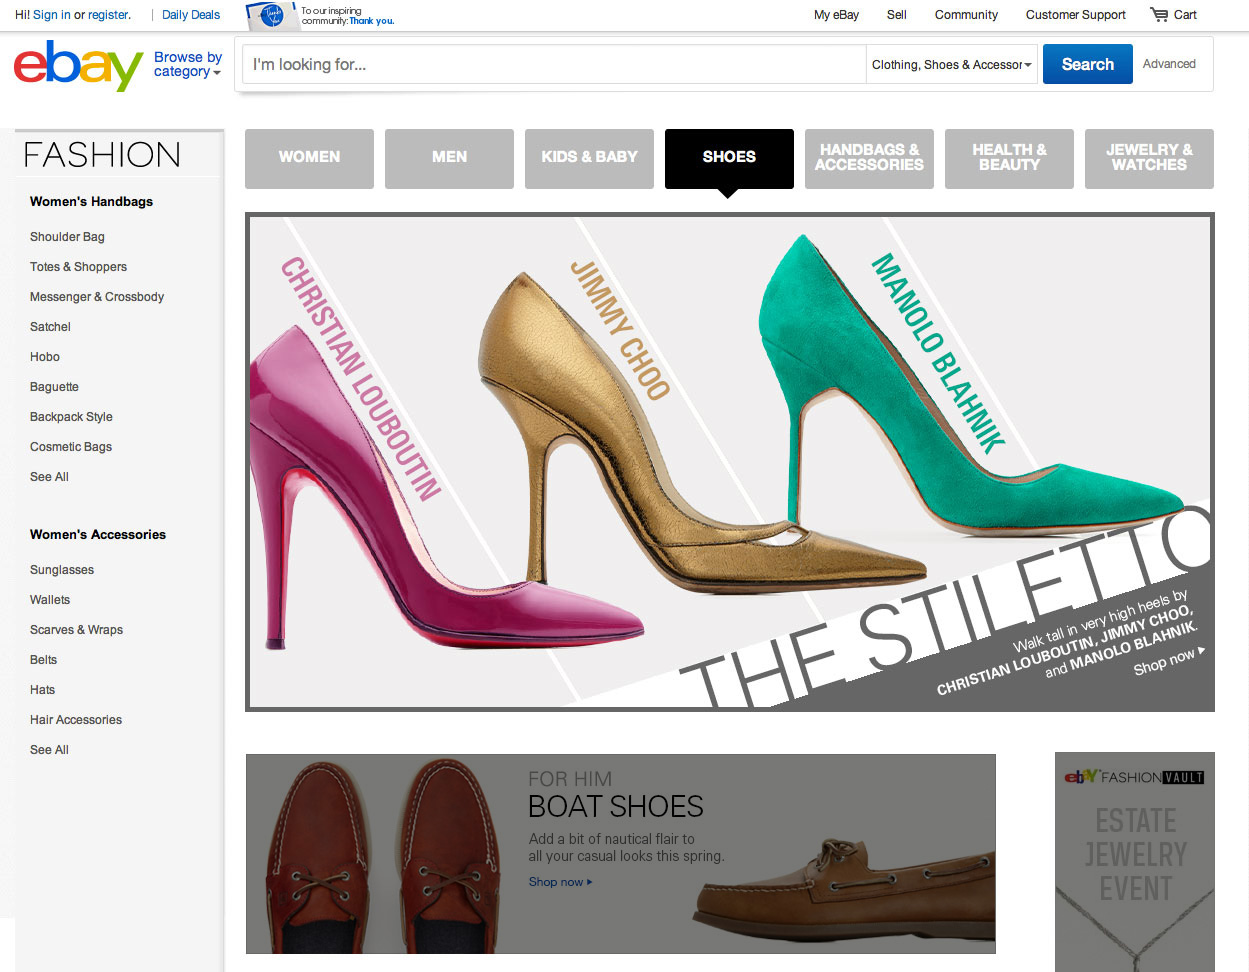 Hi! Sign in or register.
Daily Deals
To our inspiring
community: Thank you.
My eBay
Sell
Community
Customer Support
Cart
ebay
Browse by
category
I'm looking for...
Clothing, Shoes & Accessor
Search
Advanced
FASHION
Women's Handbags
Shoulder Bag
Totes & Shoppers
Messenger & Crossbody
Satchel
Hobo
Baguette
Backpack Style
Cosmetic Bags
See All
Women's Accessories
Sunglasses
Wallets
Scarves & Wraps
Belts
Hats
Hair Accessories
See All
WOMEN
MEN
KIDS & BABY
SHOES
HANDBAGS &
ACCESSORIES
HEALTH &
BEAUTY
JEWELRY &
WATCHES
CHRISTIAN LOUBOUTIN
JIMMY CHOO
MANOLO BLAHNIK
THE STILETTO
Walk tall in very high heels by
CHRISTIAN LOUBOUTIN, JIMMY CHOO,
and MANOLO BLAHNIK.
Shop now
FOR HIM
BOAT SHOES
Add a bit of nautical flair to
all your casual looks this spring.
Shop now
ebay FASHION VAULT
ESTATE
JEWELRY
EVENT